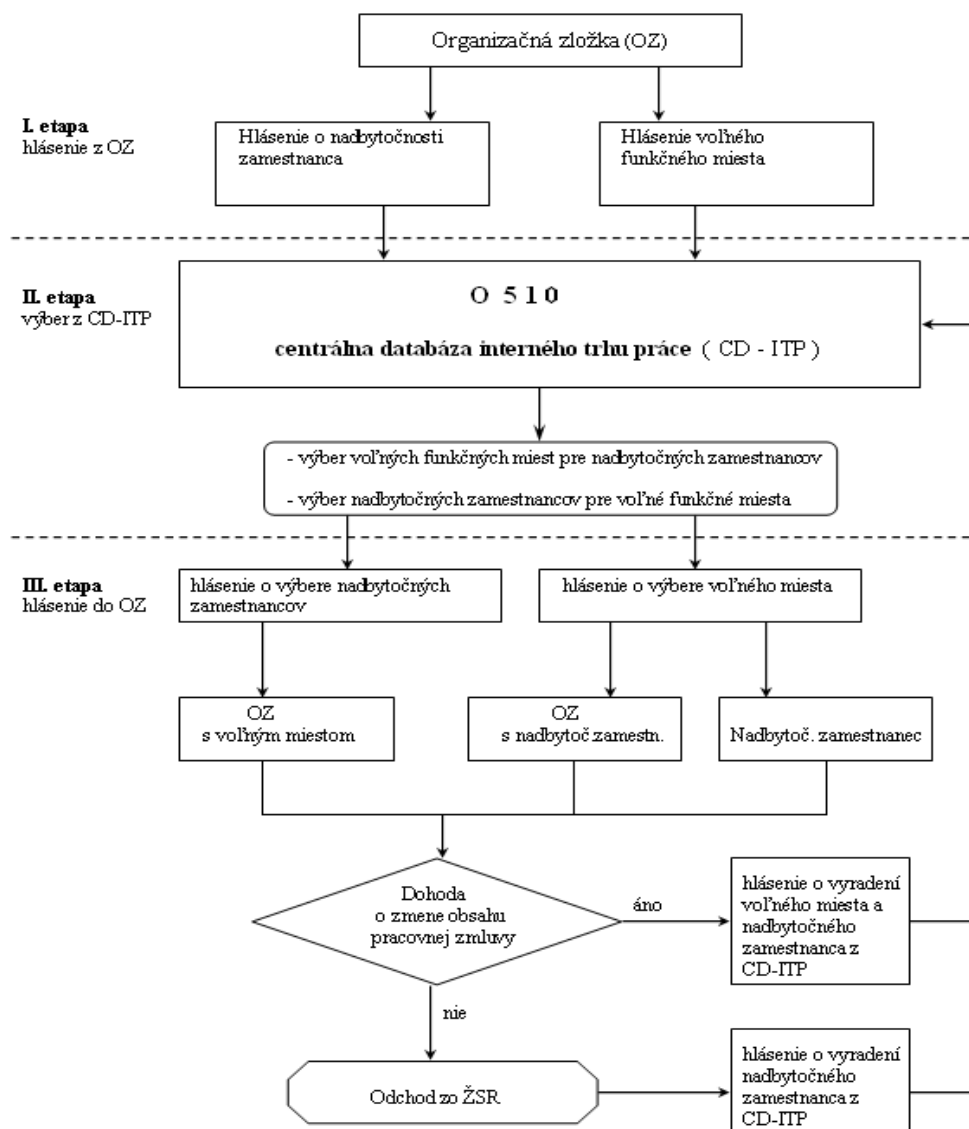 Organizačná zložka (OZ)
I. etapa
hlásenie z OZ
Hlásenie o nadbytočnosti
zamestnanca
Hlásenie voľného
funkčného miesta
II. etapa
výber z CD-ITP
O 5 1 0
centrálna databáza interného trhu práce ( CD - ITP )
- výber voľných funkčných miest pre nadbytočných zamestnancov
- výber nadbytočných zamestnancov pre voľné funkčné miesta
III. etapa
hlásenie do OZ
hlásenie o výbere nadbytočných
zamestnancov
hlásenie o výbere voľného miesta
OZ
s voľným miestom
OZ
s nadbytoč.zamestn.
Nadbytoč. zamestnanec
Dohoda
o zmene obsahu
pracovnej zmluvy
áno
hlásenie o vyradení
voľného miesta a
nadbytočného
zamestnanca z
CD-ITP
nie
Odchod zo ŽSR
hlásenie o vyradení
nadbytočného
zamestnanca z
CD-ITP